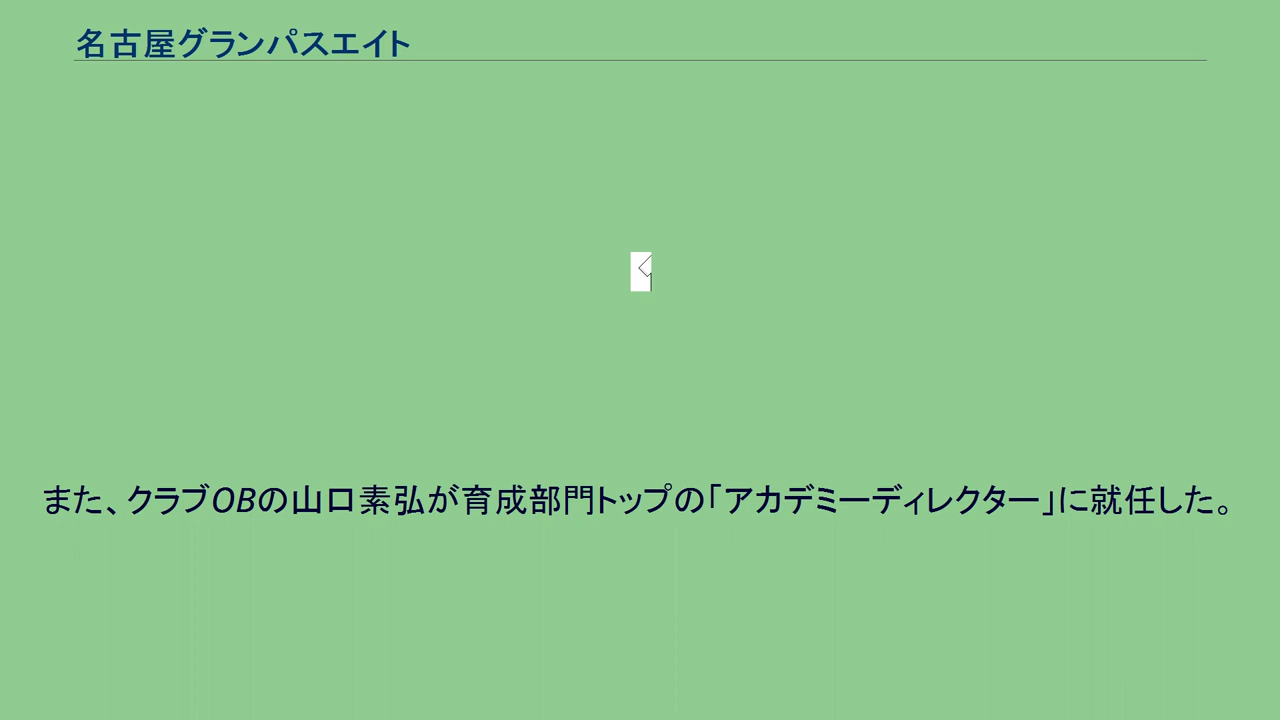 名古屋グランパスエイト
また、クラブOBの山口素弘が育成部門トップの「アカデミーディレクター」に就任した。